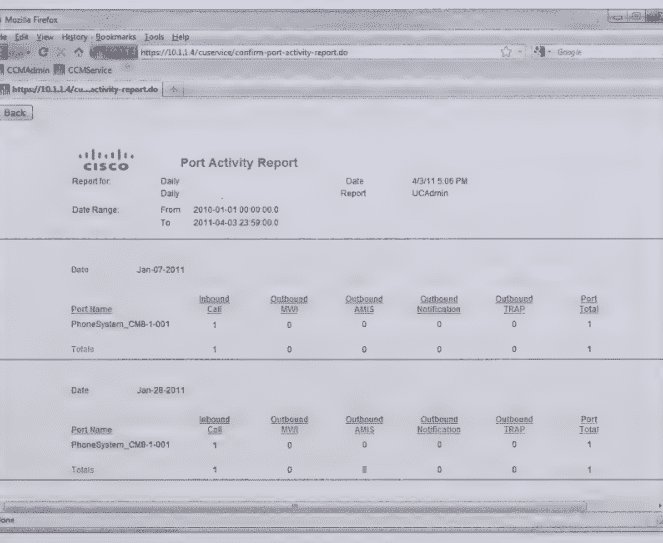 Mozilla Firefox
Edit View History Bookmarks Tools Help
https://10.1.1.4/cuservice/confirm-port-activity-report.do
Google
CCMAdmin CCMService
https://10.1.1.4/cu...activity-report.do
Back
CISCO
Port Activity Report
Report for: Daily Date 4/3/11 5:06 PM
Daily Report UCAdmin
Date Range: From 2010-01-01 00:00:00.0
To 2011-04-03 23:59:00.0
Date Jan-07-2011
Port Name Inbound Call Outbound MWI Outbound AMIS Outbound Notification Outbound TRAP Port Total
PhoneSystem_CMB-1-001 1 0 0 0 0 1
Totals 1 0 0 0 0 1
Date Jan-28-2011
Port Name Inbound Call Outbound MWI Outbound AMIS Outbound Notification Outbound TRAP Port Total
PhoneSystem_CMB-1-001 1 0 0 0 0 1
Totals 1 0 0 0 1